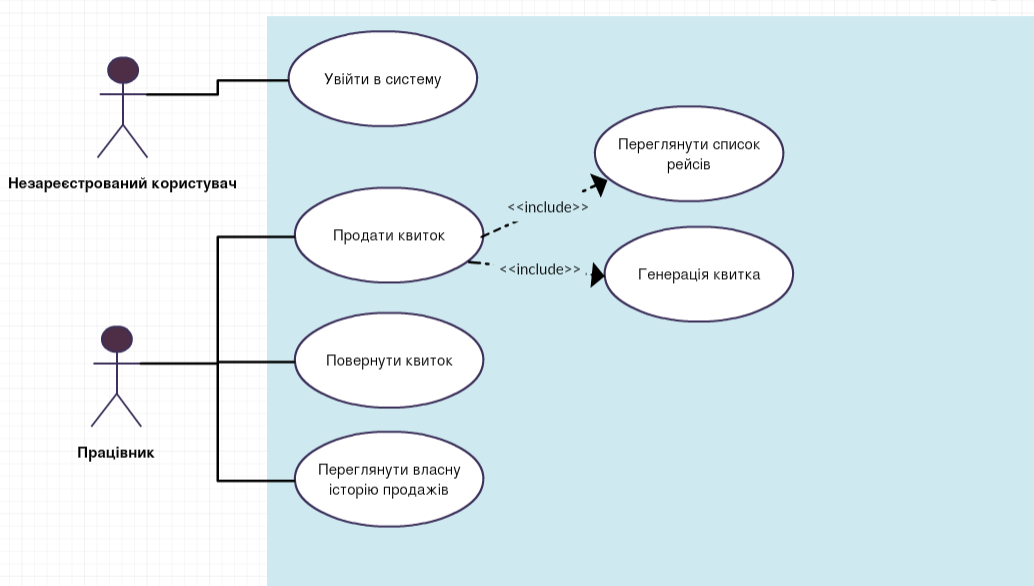 Увійти в систему
Незареєстрований користувач
Переглянути список
рейсів
<<include>>
Продати квиток
<<include>>
Генерація квитка
Повернути квиток
Працівник
Переглянути власну
історію продажів